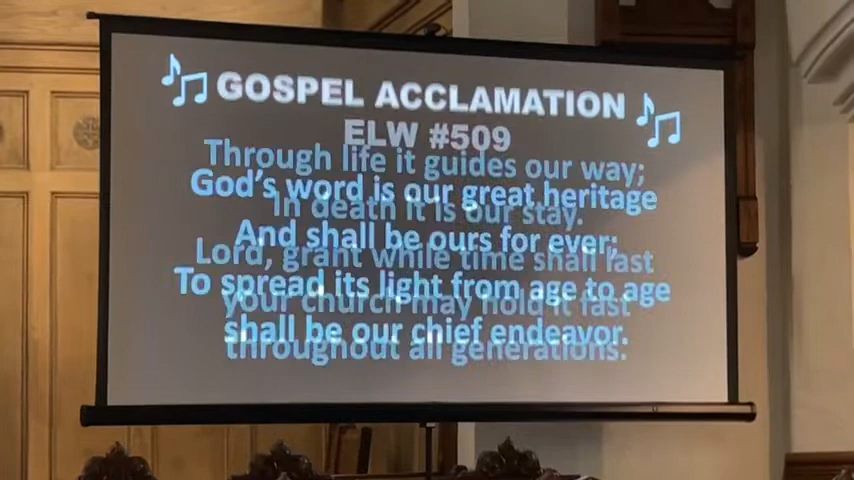 GOSPEL ACCLAMATION
ELW #509
Through life it guides our way;
God's word is our great heritage
In death it is our stay.
And shall be ours for ever;
Lord, grant while time shall last
To spread its light from age to age
your church may hold it fast
shall be our chief endeavor.
throughout all generations.